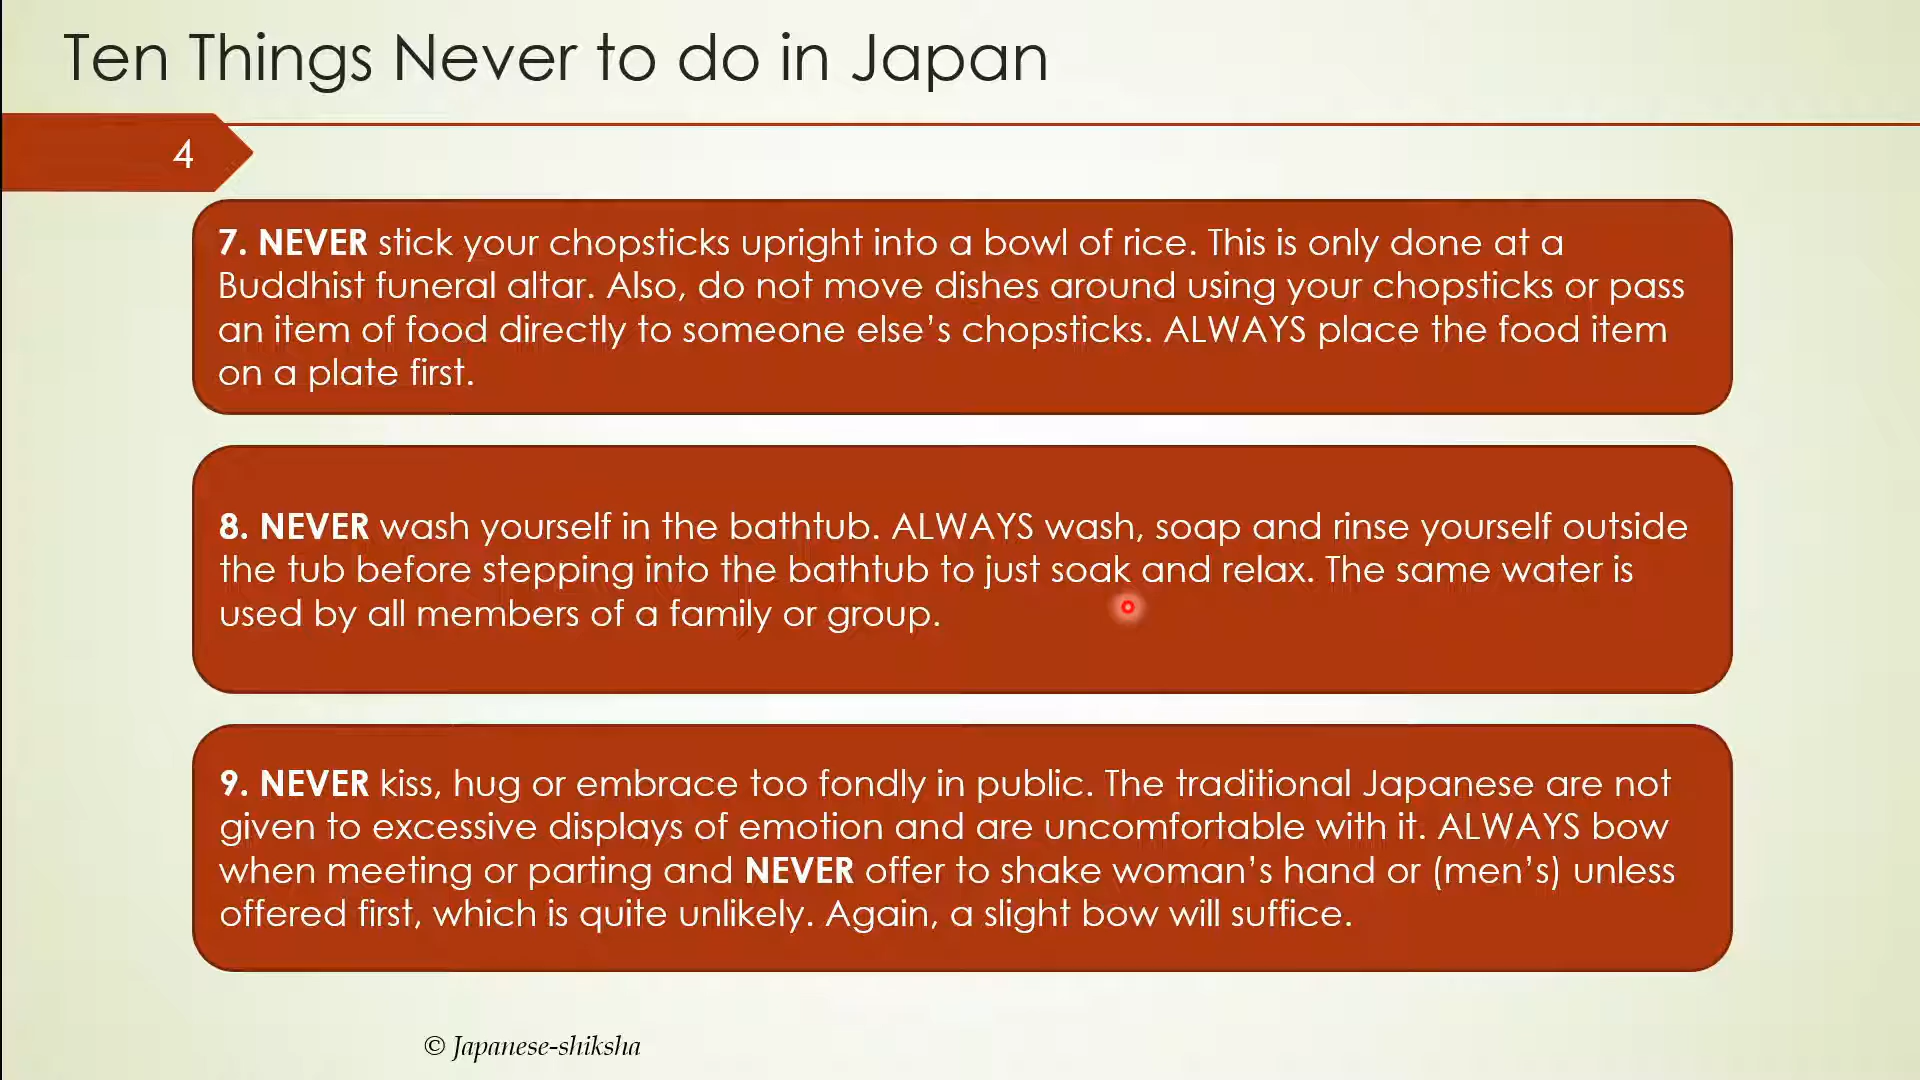 Ten Things Never to do in Japan
4
7. NEVER stick your chopsticks upright into a bowl of rice. This is only done at a
Buddhist funeral altar. Also, do not move dishes around using your chopsticks or pass
an item of food directly to someone else’s chopsticks. ALWAYS place the food item
on a plate first.
8. NEVER wash yourself in the bathtub. ALWAYS wash, soap and rinse yourself outside
the tub before stepping into the bathtub to just soak and relax. The same water is
used by all members of a family or group.
9. NEVER kiss, hug or embrace too fondly in public. The traditional Japanese are not
given to excessive displays of emotion and are uncomfortable with it. ALWAYS bow
when meeting or parting and NEVER offer to shake woman’s hand or (men’s) unless
offered first, which is quite unlikely. Again, a slight bow will suffice.
© Japanese-shiksha